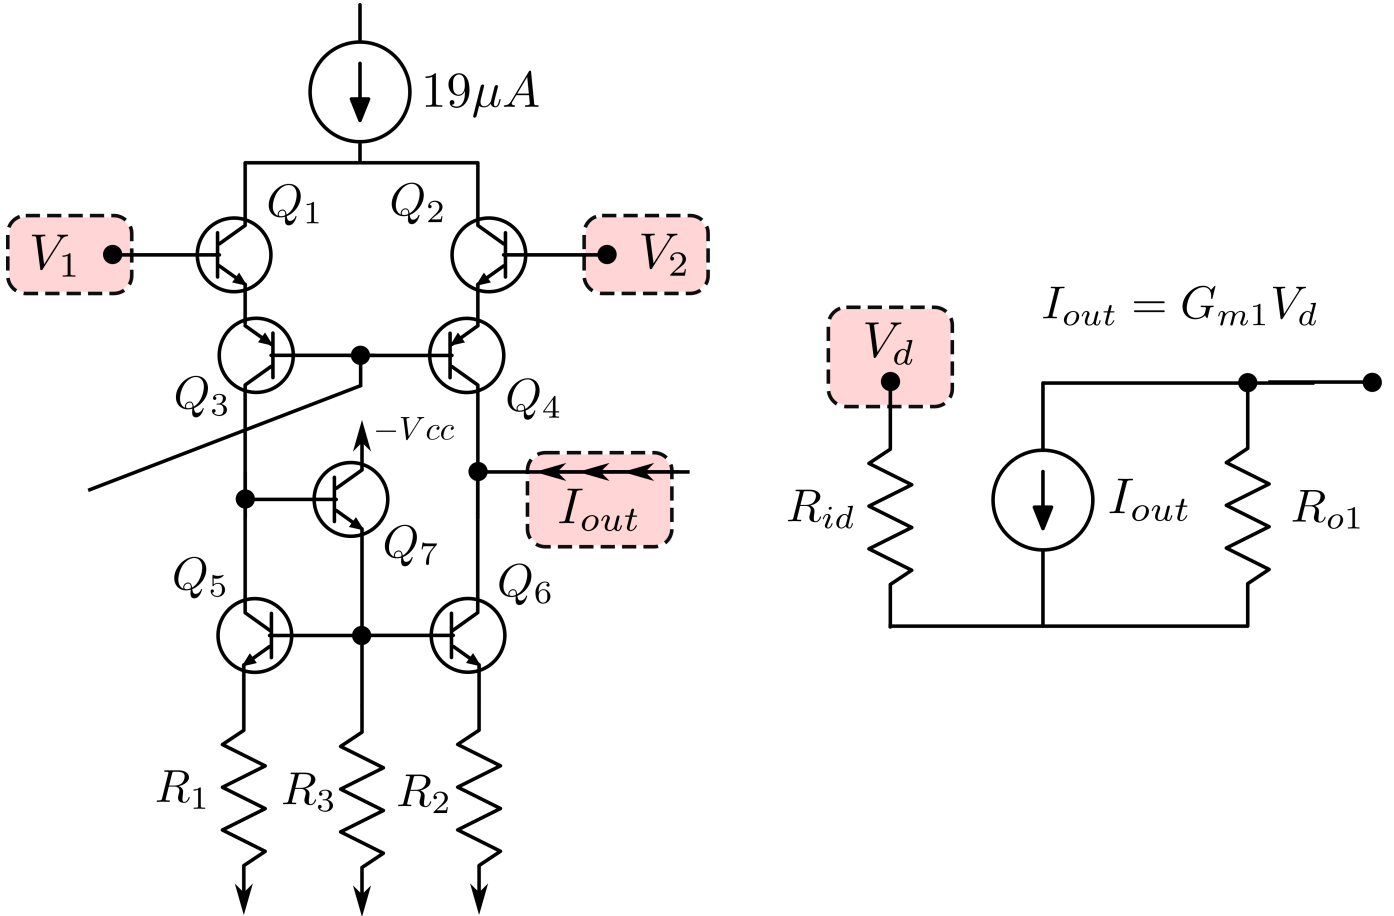 19μA
Q1 Q2
V1 V2
Q3 Q4
−Vcc
Iout
Q7
Q5 Q6
R1 R3 R2
Iout = Gm1Vd
Vd
Rid Iout Ro1